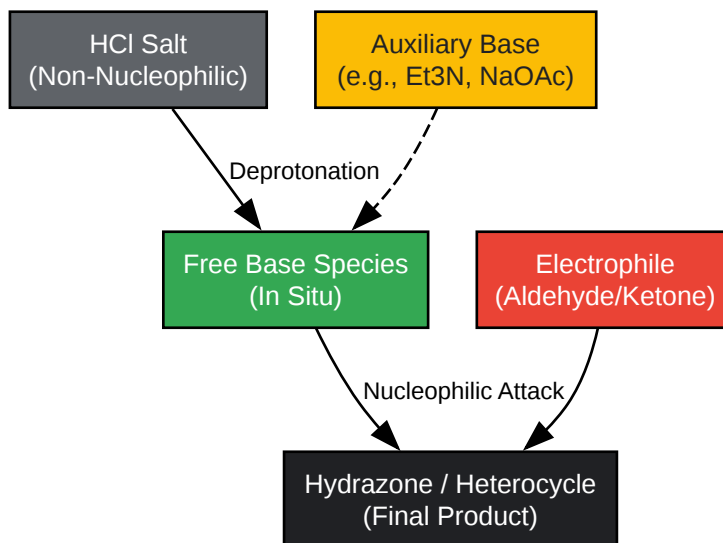 HCl Salt
(Non-Nucleophilic)
Auxiliary Base
(e.g., Et3N, NaOAc)
Deprotonation
Free Base Species
(In Situ)
Electrophile
(Aldehyde/Ketone)
Nucleophilic Attack
Hydrazone / Heterocycle
(Final Product)